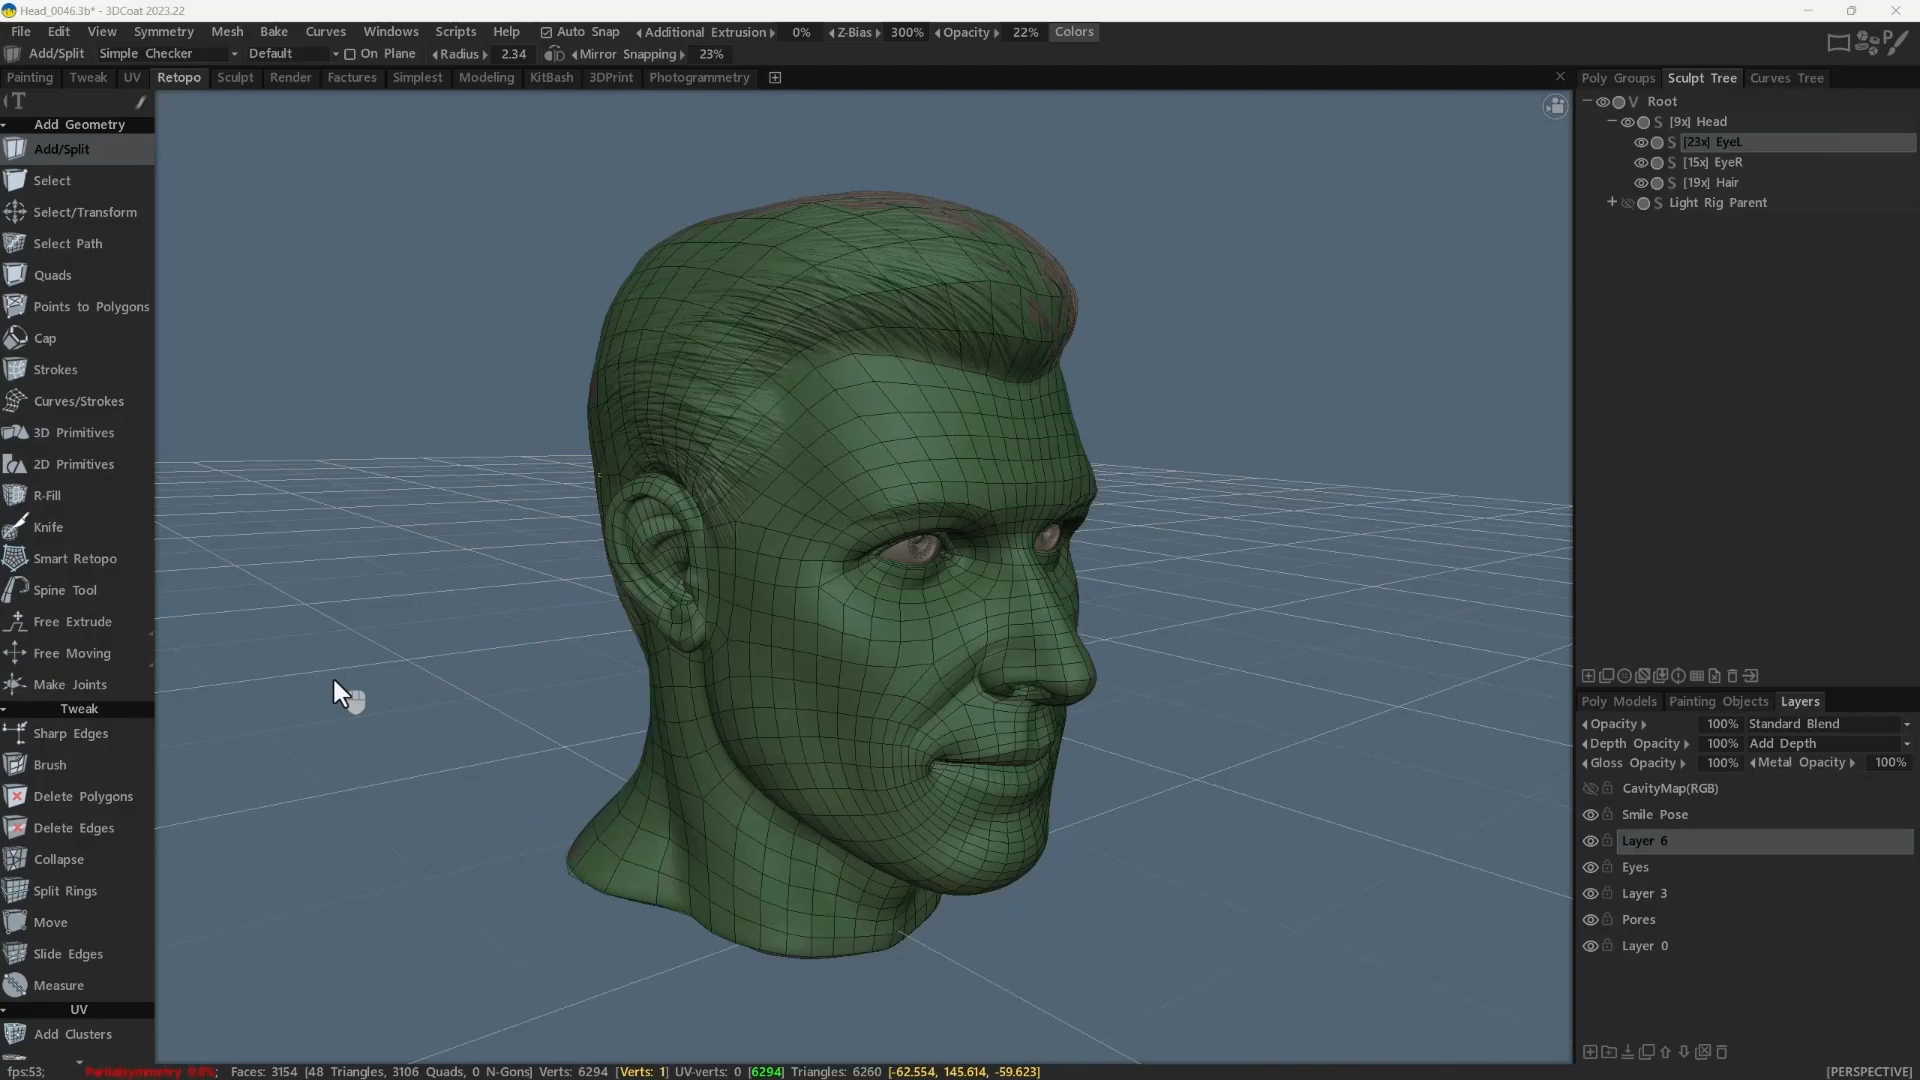 Head_0046.3b* - 3DCoat 2023.22
File Edit View Symmetry Mesh Bake Curves Windows Scripts Help Auto Snap Additional Extrusion 0% Z-Bias 300% Opacity 22% Colors
Add/Split Simple Checker Default On Plane Radius 2.34 Mirror Snapping 23%
Painting Tweak UV Retopo Sculpt Render Factures Simplest Modeling KitBash 3DPrint Photogrammetry
Poly Groups Sculpt Tree Curves Tree
T
Add Geometry
Add/Split
Select
Select/Transform
Select Path
Quads
Points to Polygons
Cap
Strokes
Curves/Strokes
3D Primitives
2D Primitives
R-Fill
Knife
Smart Retopo
Spine Tool
Free Extrude
Free Moving
Make Joints
Tweak
Sharp Edges
Brush
Delete Polygons
Delete Edges
Collapse
Split Rings
Move
Slide Edges
Measure
UV
Add Clusters
V Root
S [9x] Head
S [23x] EyeL
S [15x] EyeR
S [19x] Hair
S Light Rig Parent
Poly Models Painting Objects Layers
Opacity 100% Standard Blend
Depth Opacity 100% Add Depth
Gloss Opacity 100% Metal Opacity 100%
CavityMap(RGB)
Smile Pose
Layer 6
Eyes
Layer 3
Pores
Layer 0
fps:53; Partialsymmetry 0.6%; Faces: 3154 [48 Triangles, 3106 Quads, 0 N-Gons] Verts: 6294 [Verts: 1] UV-verts: 0 [6294] Triangles: 6260 [-62.554, 145.614, -59.623] [PERSPECTIVE]